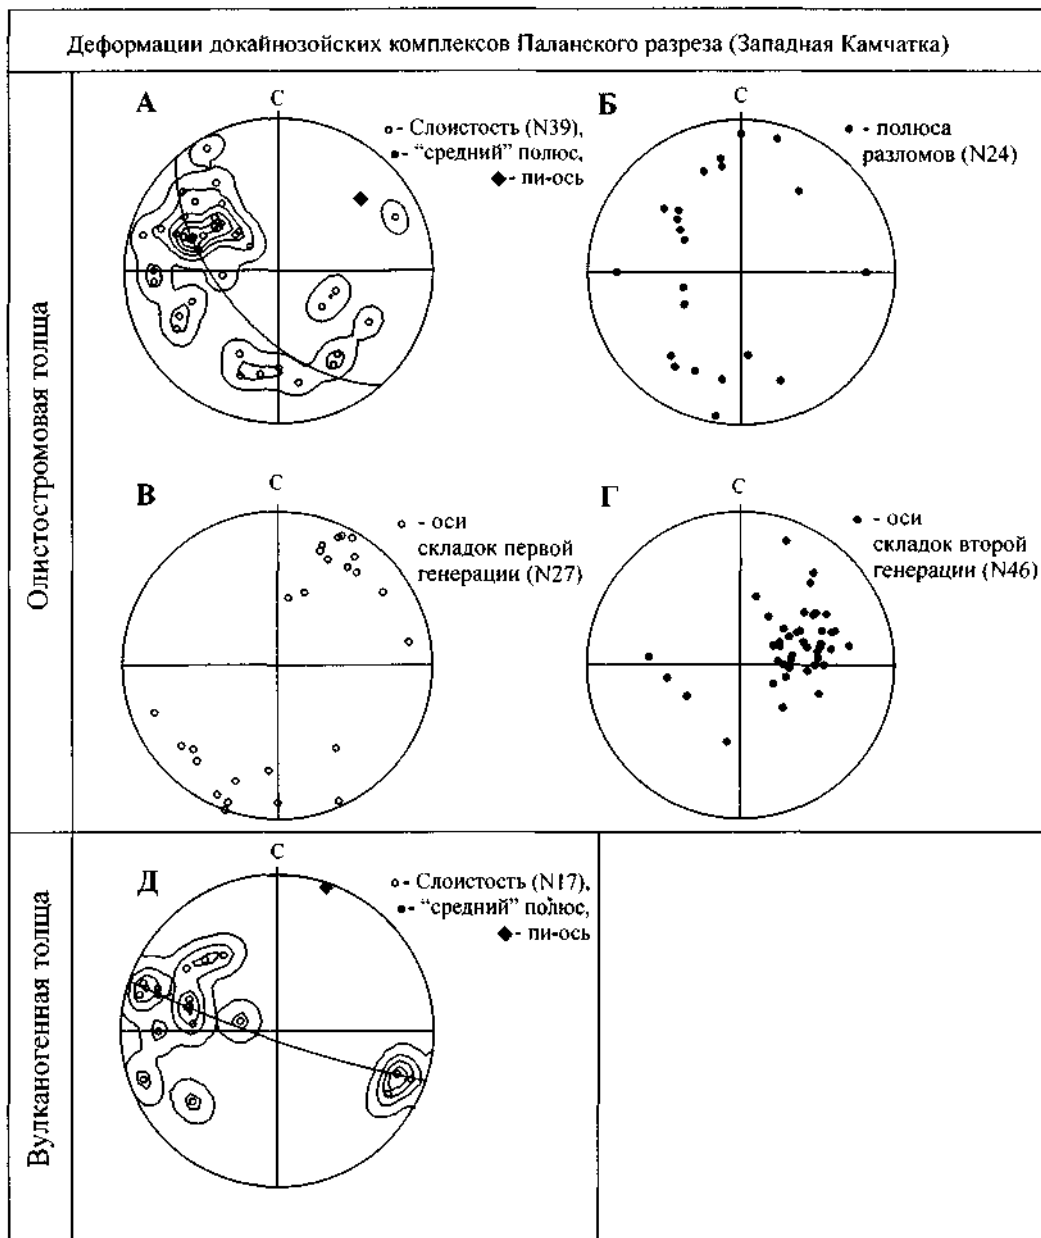 Деформации докайнозойских комплексов Паланского разреза (Западная Камчатка)
Олистостромовая толща
А
С
- Слоистость (N39),
- "средний" полюс,
- пи-ось
Б
С
- полюса
разломов (N24)
В
С
- оси
складок первой
генерации (N27)
Г
С
- оси
складок второй
генерации (N46)
Вулканогенная толща
Д
С
- Слоистость (N17),
- "средний" полюс,
- пи-ось